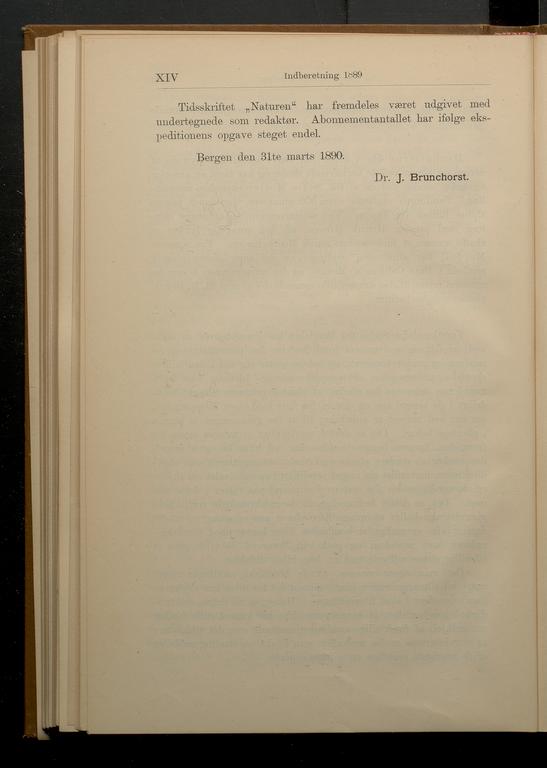 XIV Indberetning 1889
Tidsskriftet „Naturen“ har fremdeles været udgivet med
undertegnede som redaktør. Abonnementantallet har ifølge eks-
peditionens opgave steget endel.
Bergen den 31te marts 1890.
Dr. J. Brunchorst.